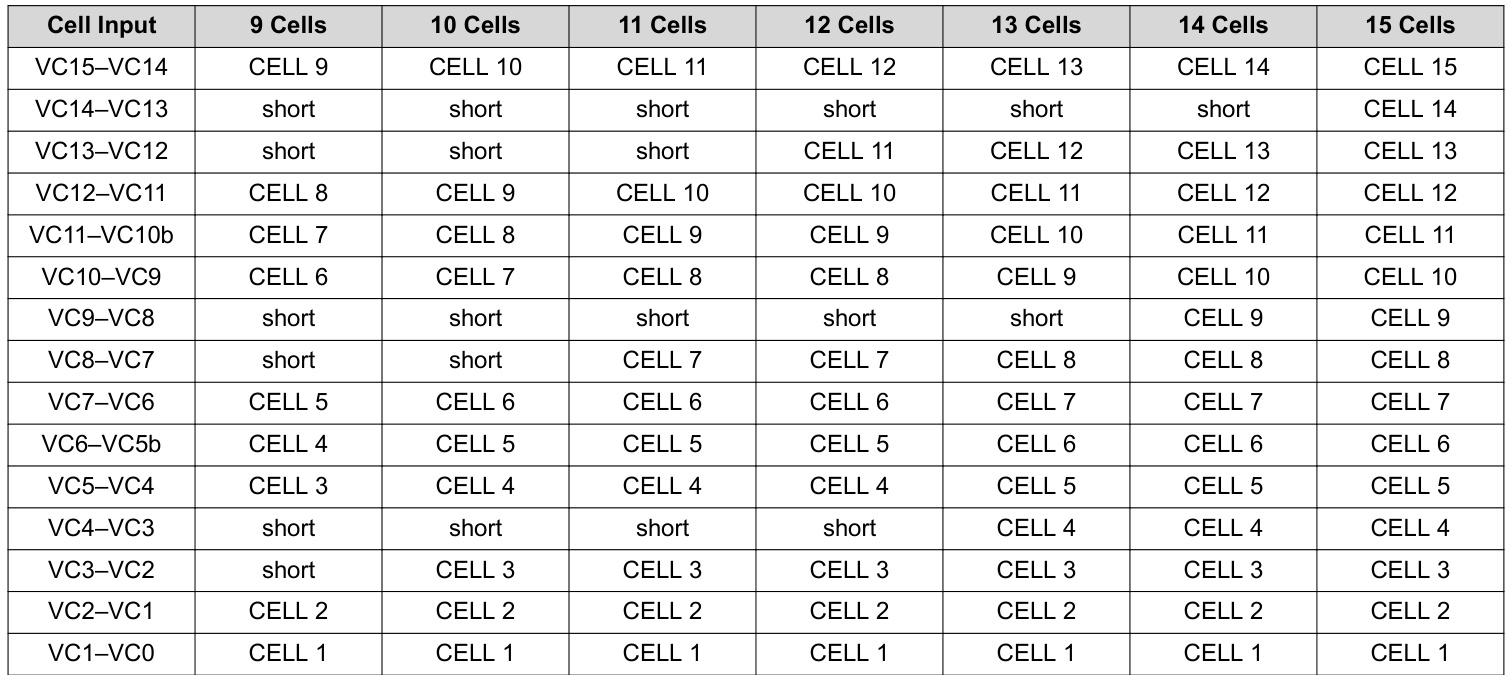 Cell Input 9 Cells 10 Cells 11 Cells 12 Cells 13 Cells 14 Cells 15 Cells
VC15–VC14 CELL 9 CELL 10 CELL 11 CELL 12 CELL 13 CELL 14 CELL 15
VC14–VC13 short short short short short short CELL 14
VC13–VC12 short short short CELL 11 CELL 12 CELL 13 CELL 13
VC12–VC11 CELL 8 CELL 9 CELL 10 CELL 10 CELL 11 CELL 12 CELL 12
VC11–VC10b CELL 7 CELL 8 CELL 9 CELL 9 CELL 10 CELL 11 CELL 11
VC10–VC9 CELL 6 CELL 7 CELL 8 CELL 8 CELL 9 CELL 10 CELL 10
VC9–VC8 short short short short short CELL 9 CELL 9
VC8–VC7 short short CELL 7 CELL 7 CELL 8 CELL 8 CELL 8
VC7–VC6 CELL 5 CELL 6 CELL 6 CELL 6 CELL 7 CELL 7 CELL 7
VC6–VC5b CELL 4 CELL 5 CELL 5 CELL 5 CELL 6 CELL 6 CELL 6
VC5–VC4 CELL 3 CELL 4 CELL 4 CELL 4 CELL 5 CELL 5 CELL 5
VC4–VC3 short short short short CELL 4 CELL 4 CELL 4
VC3–VC2 short CELL 3 CELL 3 CELL 3 CELL 3 CELL 3 CELL 3
VC2–VC1 CELL 2 CELL 2 CELL 2 CELL 2 CELL 2 CELL 2 CELL 2
VC1–VC0 CELL 1 CELL 1 CELL 1 CELL 1 CELL 1 CELL 1 CELL 1